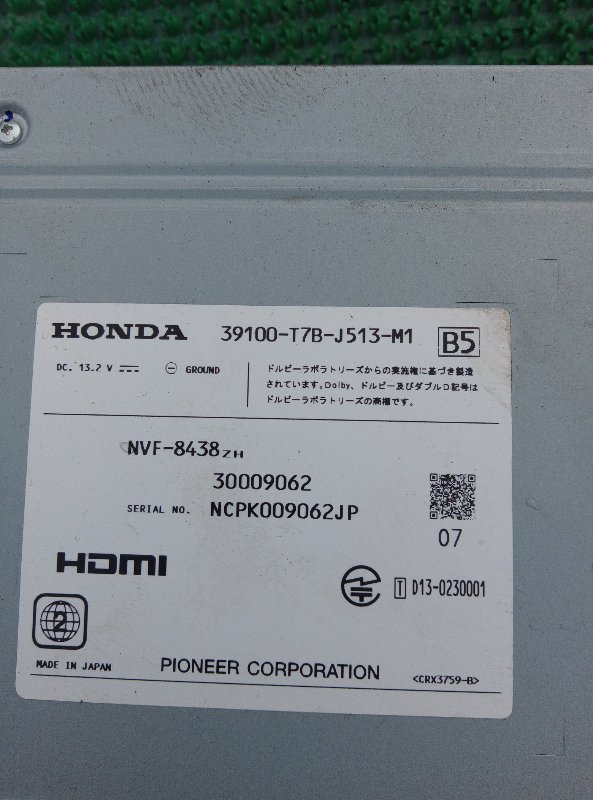 HONDA 39100-T7B-J513-M1 B5
DC. 13.2 V GROUND
ドルビーラボラトリーズからの実施権に基づき製造
されています。Dolby、ドルビー及びダブルD記号は
ドルビーラボラトリーズの商標です。
NVF-8438ZH
30009062
SERIAL NO. NCPK009062JP
07
HDMI
T D13-0230001
2
MADE IN JAPAN PIONEER CORPORATION <CRX3759-B>